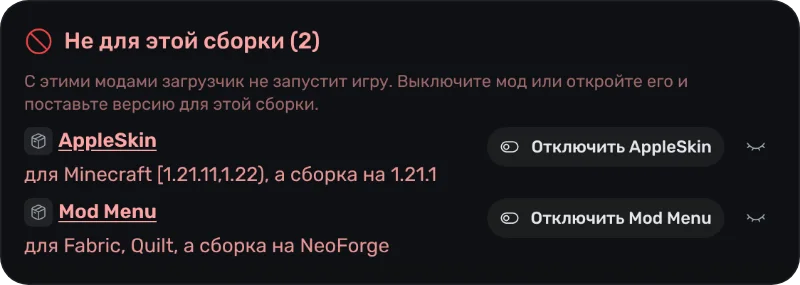 Не для этой сборки (2)
С этими модами загрузчик не запустит игру. Выключите мод или откройте его и
поставьте версию для этой сборки.
AppleSkin
Отключить AppleSkin
для Minecraft [1.21.11,1.22), а сборка на 1.21.1
Mod Menu
Отключить Mod Menu
для Fabric, Quilt, а сборка на NeoForge